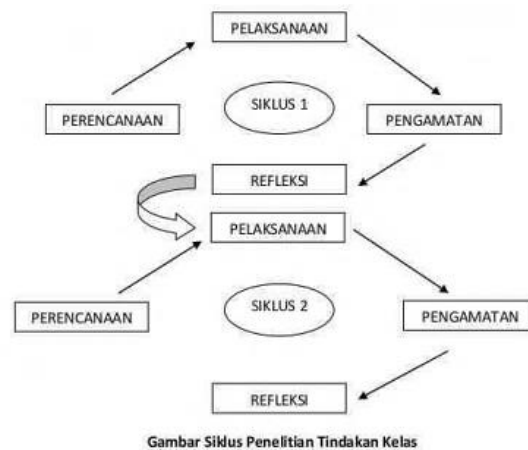 PELAKSANAAN
SIKLUS 1
PERENCANAAN
PENGAMATAN
REFLEKSI
PELAKSANAAN
SIKLUS 2
PERENCANAAN
PENGAMATAN
REFLEKSI
Gambar Siklus Penelitian Tindakan Kelas